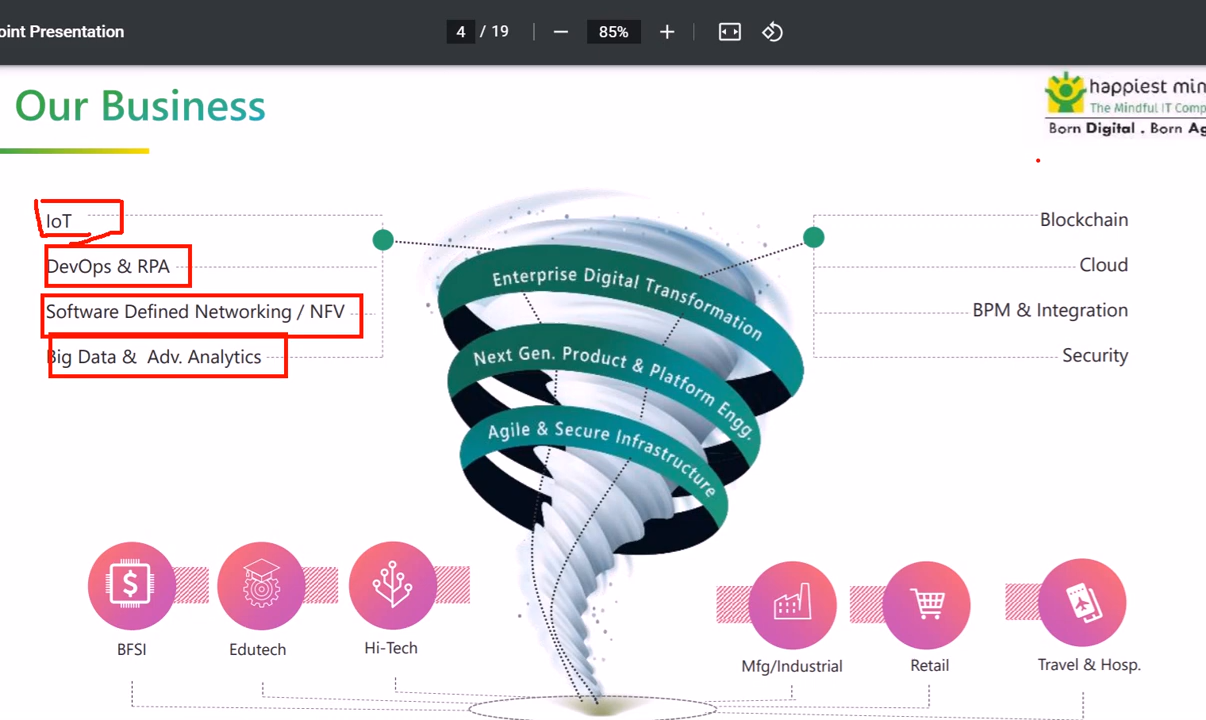 oint Presentation
4 / 19
85%
Our Business
happiest min
The Mindful IT Comp
Born Digital . Born Ag
IoT
DevOps & RPA
Software Defined Networking / NFV
Big Data & Adv. Analytics
Enterprise Digital Transformation
Next Gen. Product & Platform Engg.
Agile & Secure Infrastructure
Blockchain
Cloud
BPM & Integration
Security
$
BFSI
Edutech
Hi-Tech
Mfg/Industrial
Retail
Travel & Hosp.